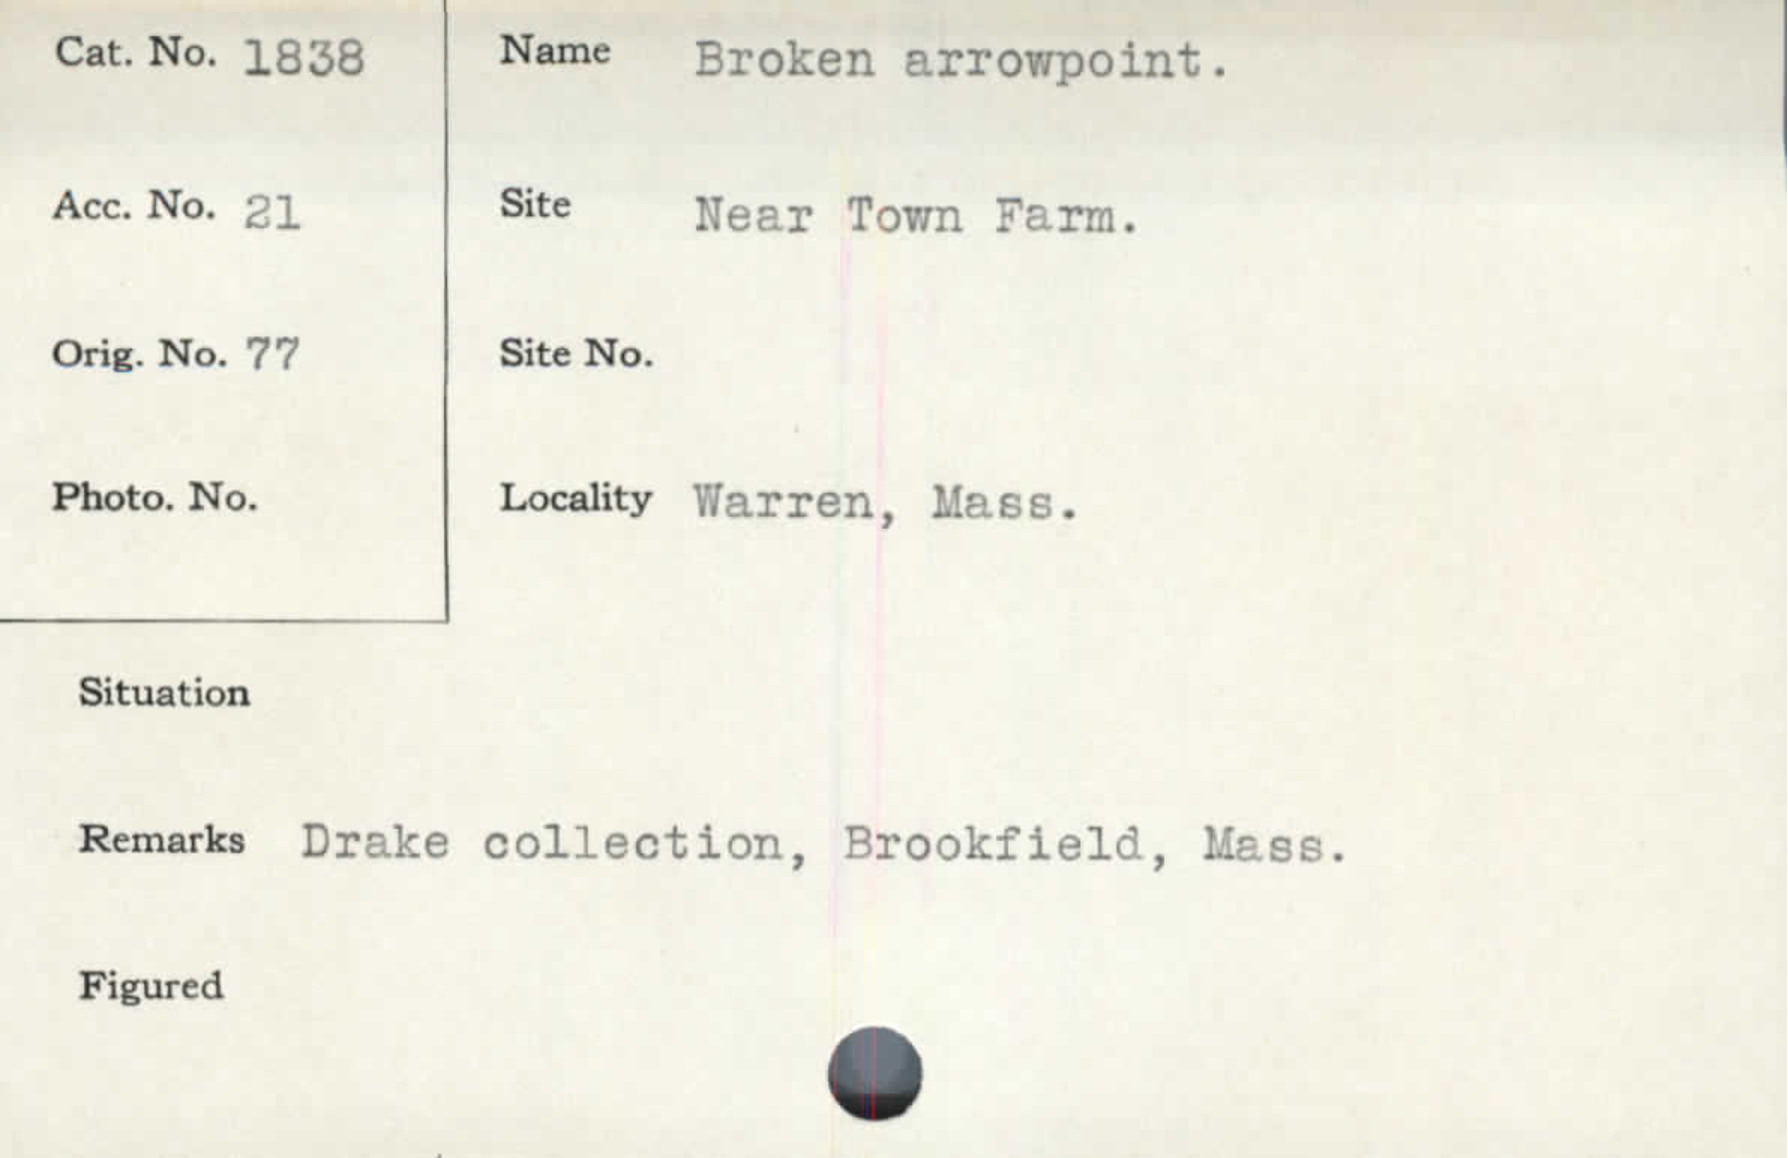 Cat. No. 1838
Name Broken arrowpoint.
Acc. No. 21
Site Near Town Farm.
Orig. No. 77
Site No.
Photo. No.
Locality Warren, Mass.
Situation
Remarks Drake collection, Brookfield, Mass.
Figured